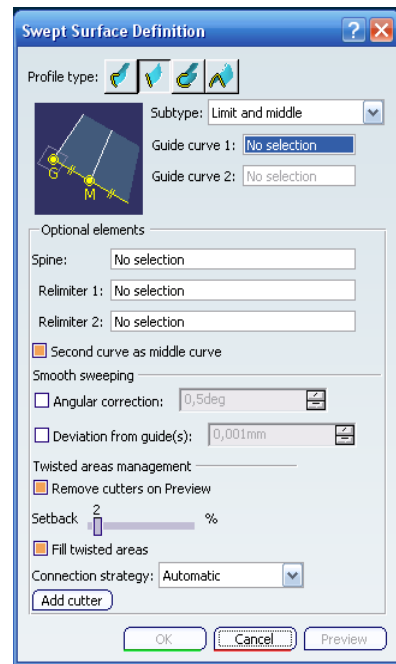 Swept Surface Definition
Profile type:
Subtype: Limit and middle
Guide curve 1: No selection
Guide curve 2: No selection
G
M
Optional elements
Spine: No selection
Relimiter 1: No selection
Relimiter 2: No selection
Second curve as middle curve
Smooth sweeping
Angular correction: 0,5deg
Deviation from guide(s): 0,001mm
Twisted areas management
Remove cutters on Preview
Setback 2 %
Fill twisted areas
Connection strategy: Automatic
Add cutter
OK Cancel Preview